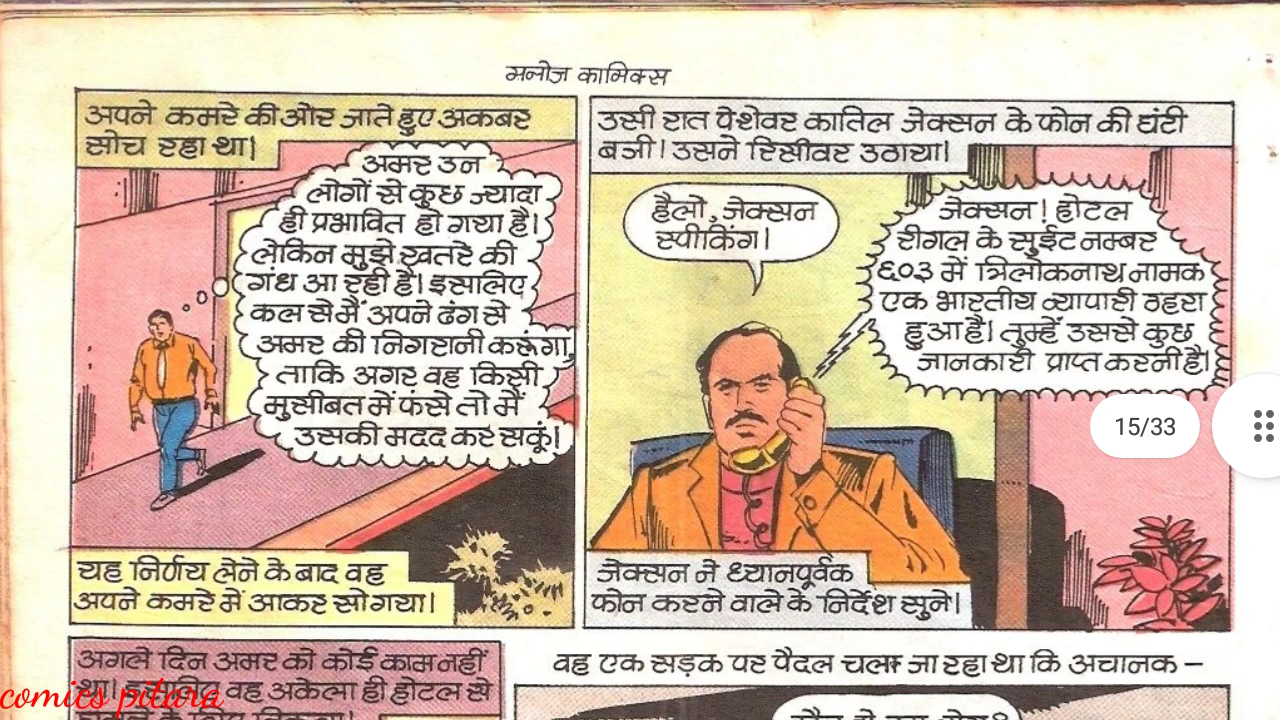 मनोज कामिक्स
अपने कमरे की ओर जाते हुए अकबर
सोच रहा था।
अमर उन
लोगों से कुछ ज्यादा
ही प्रभावित हो गया है।
लेकिन मुझे खतरे की
गंध आ रही है। इसलिए
कल से मैं अपने ढंग से
अमर की निगरानी करूंगा,
ताकि अगर वह किसी
मुसीबत में फंसे तो मैं
उसकी मदद कर सकूं।
यह निर्णय लेने के बाद वह
अपने कमरे में आकर सो गया।
उसी रात पेशेवर कातिल जेक्सन के फोन की घंटी
बजी। उसने रिसीवर उठाया।
हैलो, जेक्सन
स्पीकिंग।
जेक्सन! होटल
रीगल के सुईट नम्बर
६०३ में त्रिलोकनाथ नामक
एक भारतीय व्यापारी ठहरा
हुआ है। तुम्हें उससे कुछ
जानकारी प्राप्त करनी है।
जेक्सन ने ध्यानपूर्वक
फोन करने वाले के निर्देश सुने।
15/33
अगले दिन अमर को कोई काम नहीं
था। इसलिए वह अकेला ही होटल से
वह एक सड़क पर पैदल चला जा रहा था कि अचानक —
comics pitara